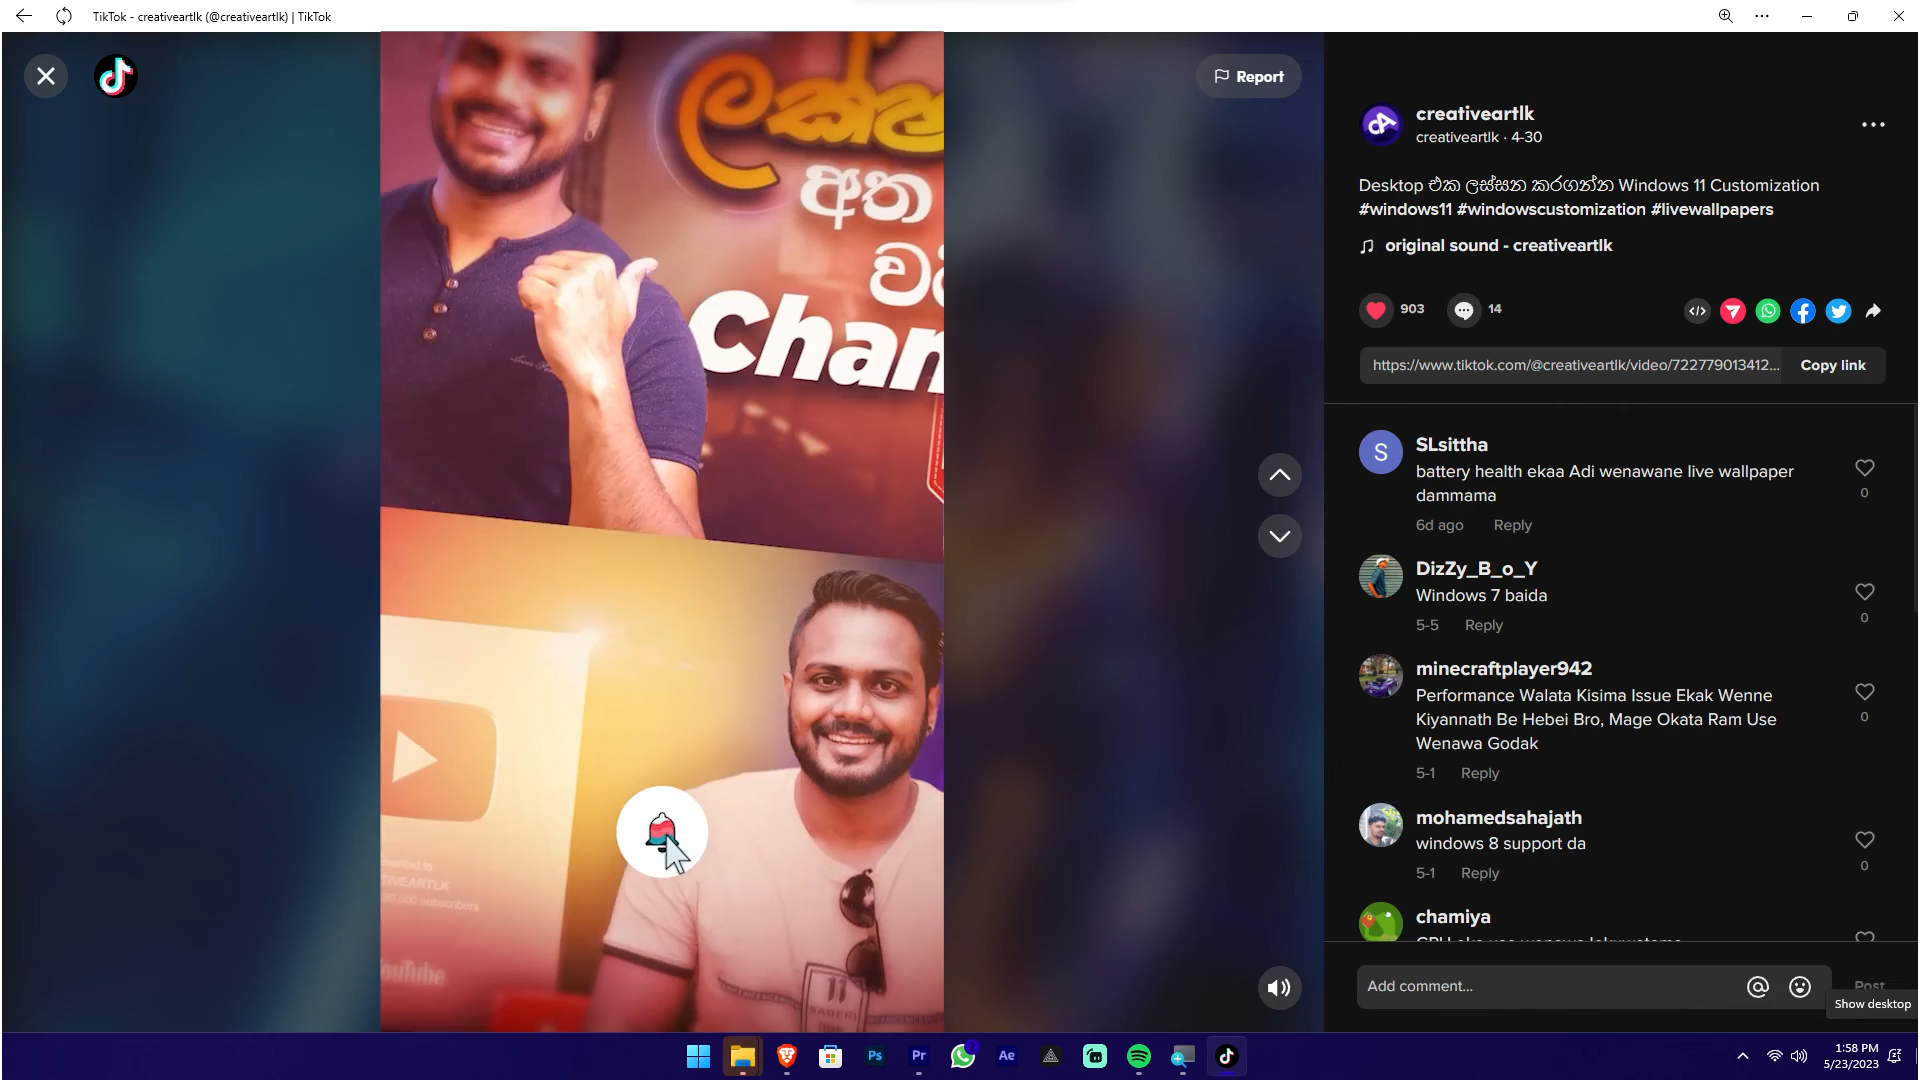 TikTok - creativeartlk (@creativeartlk) | TikTok
Report
අත
Chan
YouTube
creativeartlk
creativeartlk · 4-30
Desktop එක ලස්සන කරගන්න Windows 11 Customization
#windows11 #windowscustomization #livewallpapers
original sound - creativeartlk
903
14
https://www.tiktok.com/@creativeartlk/video/722779013412...
Copy link
S
SLsittha
battery health ekaa Adi wenawane live wallpaper
dammama
0
6d ago Reply
DizZy_B_o_Y
Windows 7 baida
0
5-5 Reply
minecraftplayer942
Performance Walata Kisima Issue Ekak Wenne
Kiyannath Be Hebei Bro, Mage Okata Ram Use
Wenawa Godak
0
5-1 Reply
mohamedsahajath
windows 8 support da
0
5-1 Reply
chamiya
Add comment...
Post
Show desktop
Ps
Pr
Ae
1:58 PM
5/23/2023